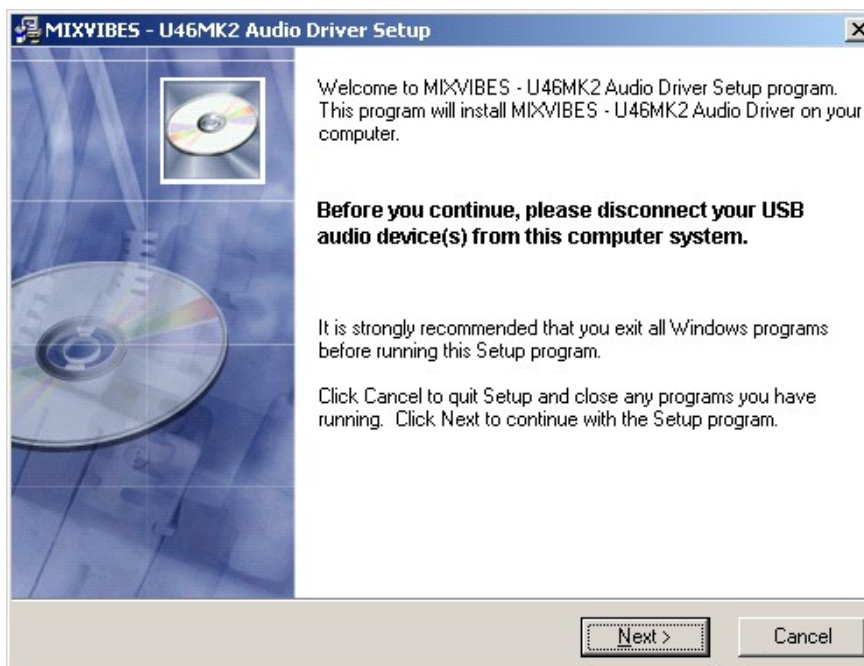 MIXVIBES - U46MK2 Audio Driver Setup
Welcome to MIXVIBES - U46MK2 Audio Driver Setup program.
This program will install MIXVIBES - U46MK2 Audio Driver on your
computer.
Before you continue, please disconnect your USB
audio device(s) from this computer system.
It is strongly recommended that you exit all Windows programs
before running this Setup program.
Click Cancel to quit Setup and close any programs you have
running. Click Next to continue with the Setup program.
Next >
Cancel